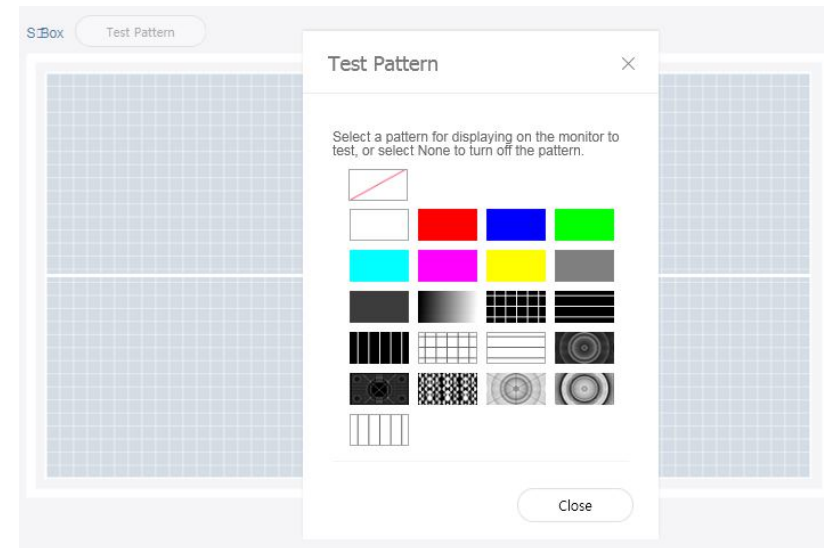 S:Box
Test Pattern
Test Pattern
Select a pattern for displaying on the monitor to
test, or select None to turn off the pattern.
Close